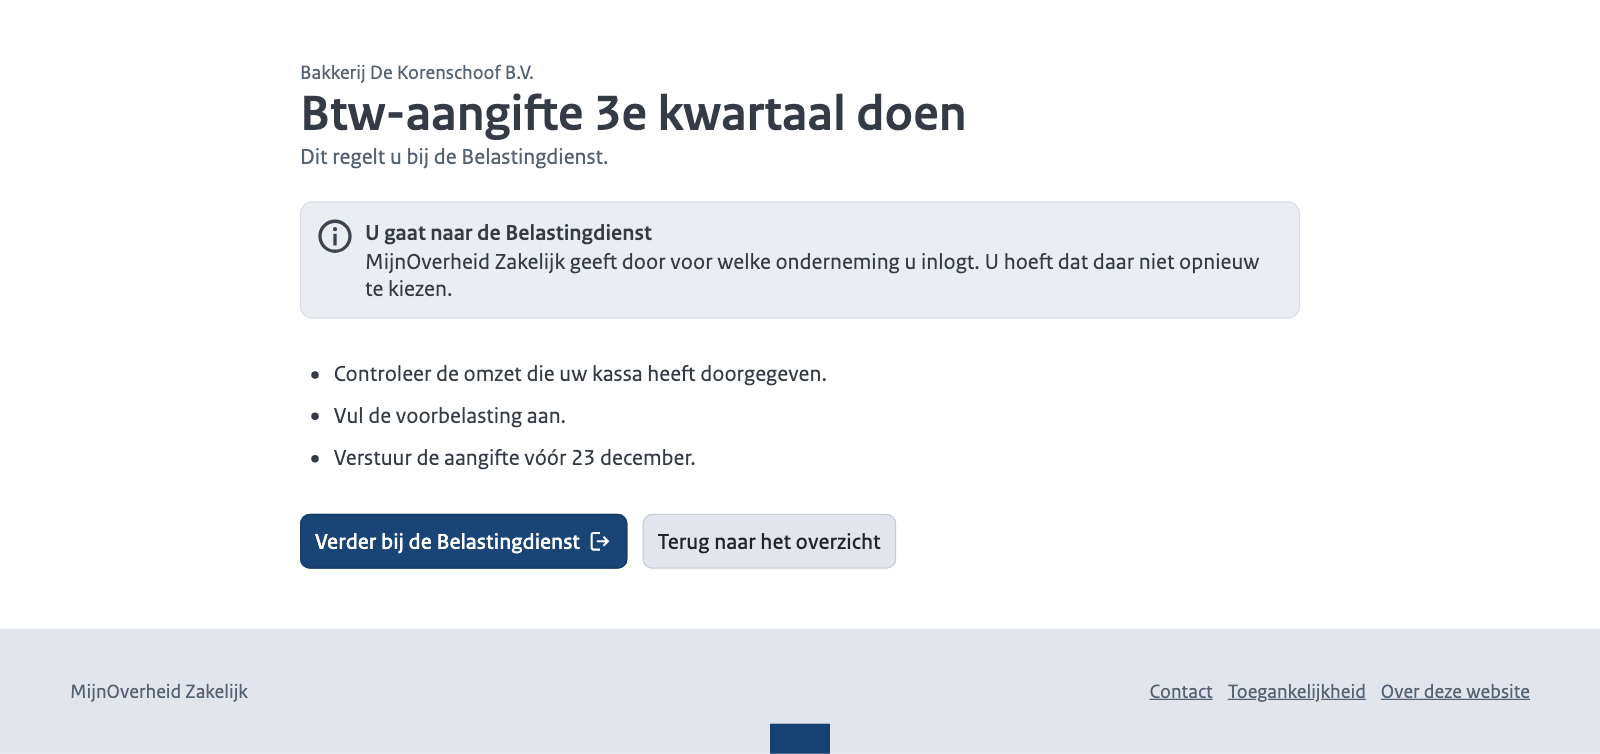 Bakkerij De Korenschoof B.V.
Btw-aangifte 3e kwartaal doen
Dit regelt u bij de Belastingdienst.
U gaat naar de Belastingdienst
MijnOverheid Zakelijk geeft door voor welke onderneming u inlogt. U hoeft dat daar niet opnieuw
te kiezen.
• Controleer de omzet die uw kassa heeft doorgegeven.
• Vul de voorbelasting aan.
• Verstuur de aangifte vóór 23 december.
Verder bij de Belastingdienst
Terug naar het overzicht
MijnOverheid Zakelijk
Contact Toegankelijkheid Over deze website